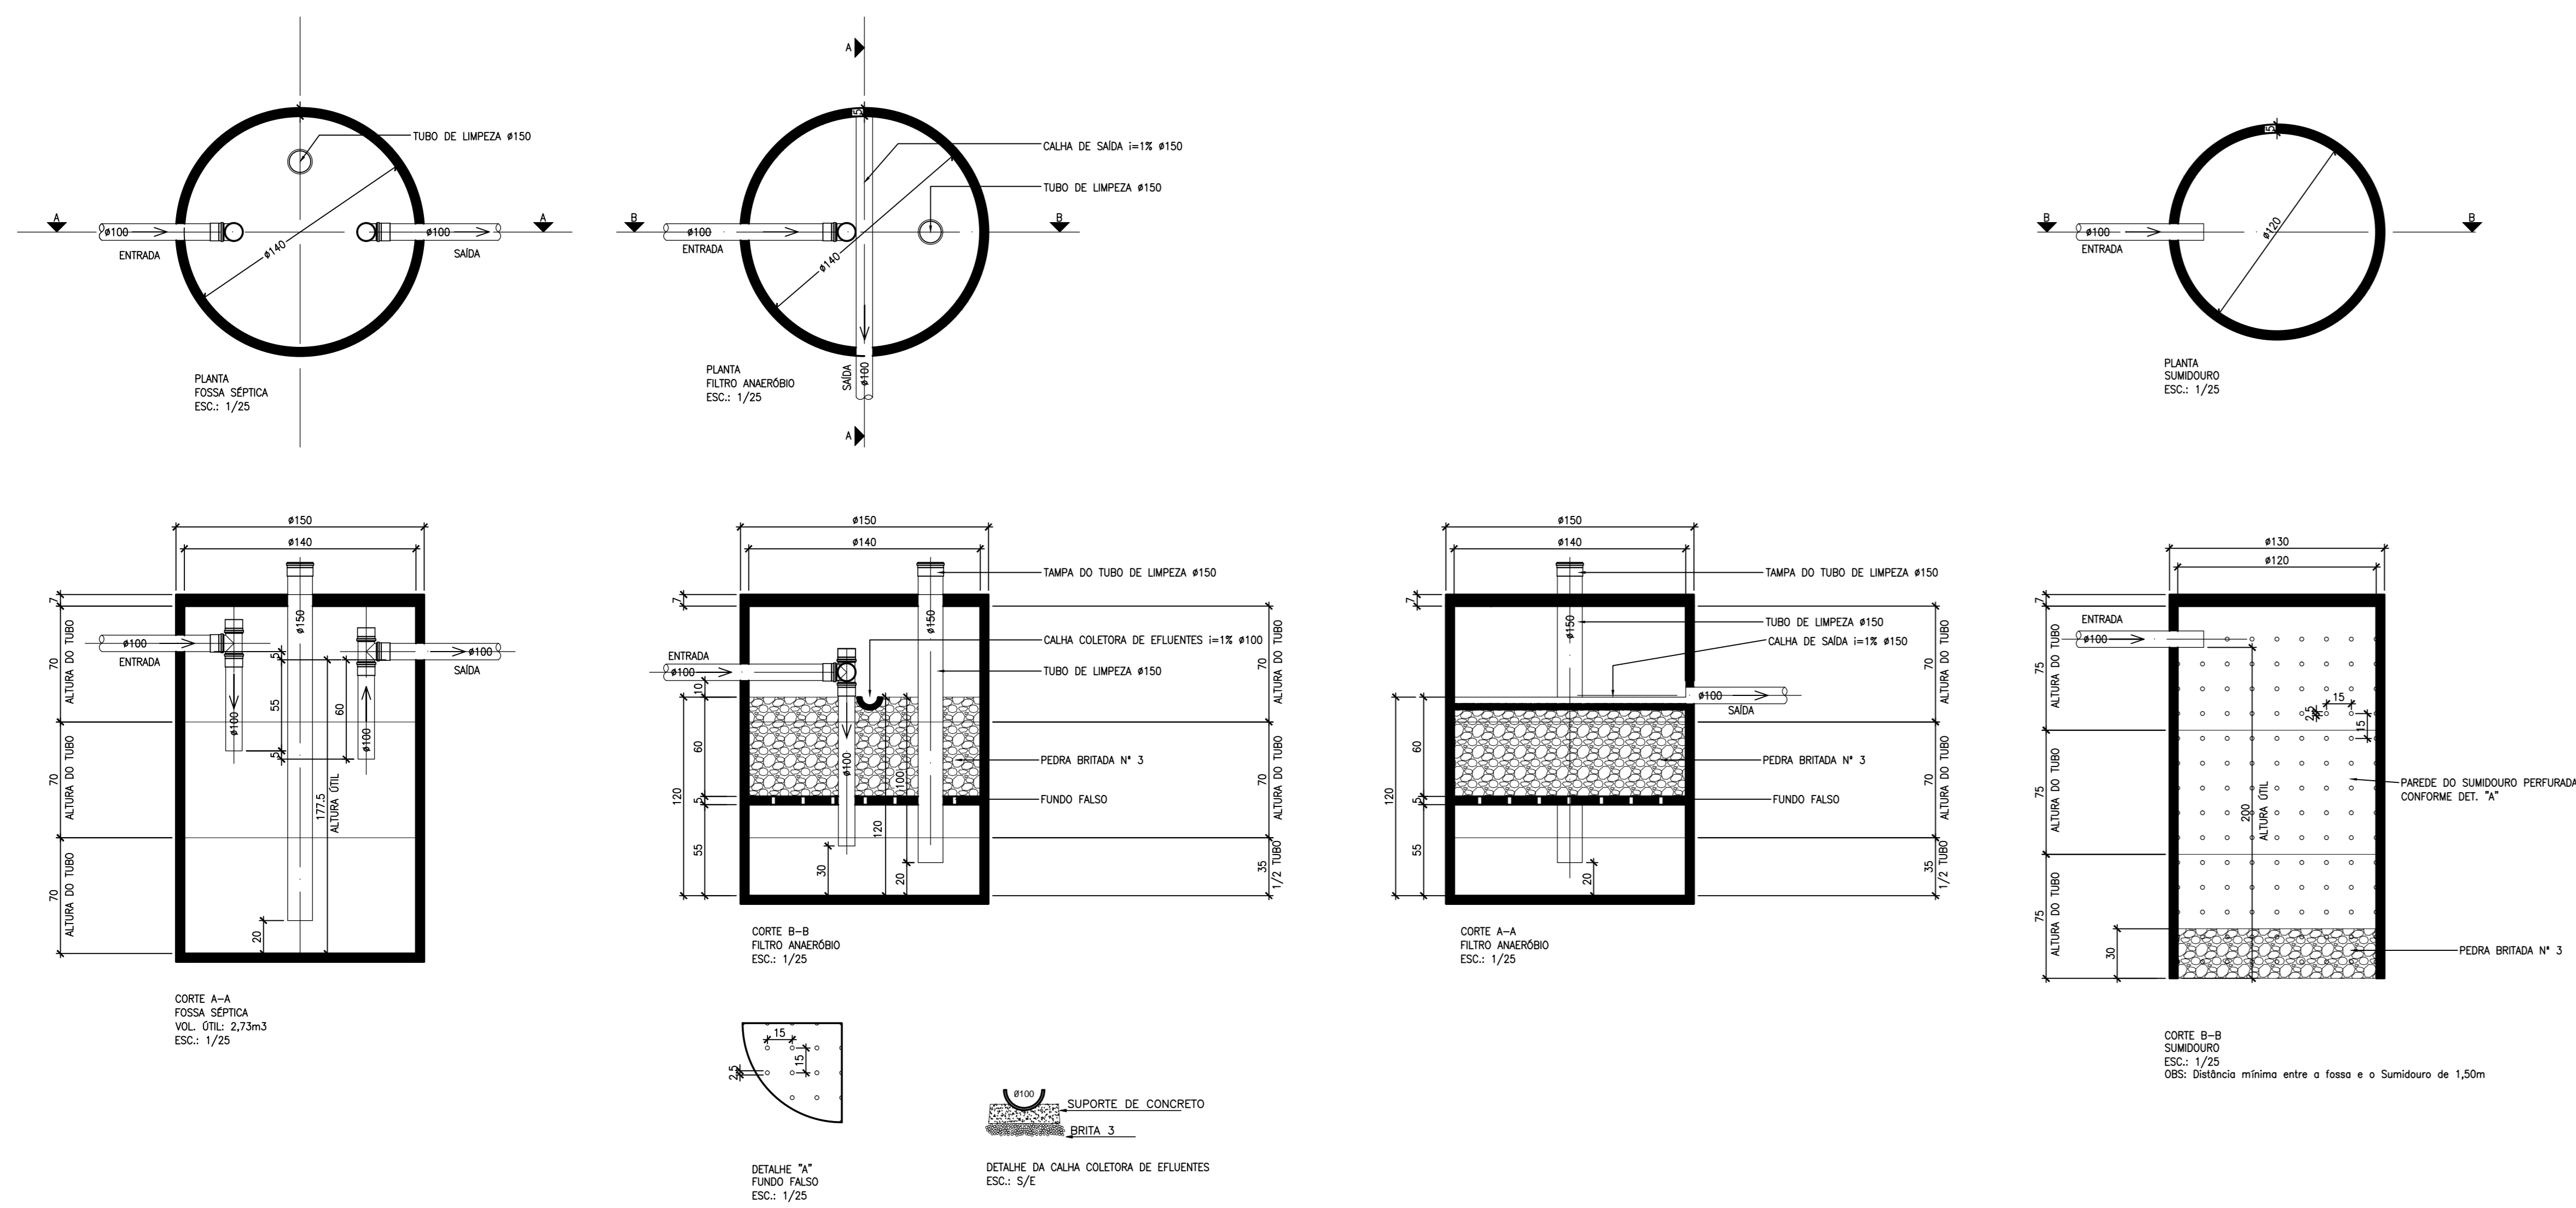 A
TUBO DE LIMPEZA ø150
A
A
ø100
ENTRADA
ø100
SAÍDA
ø140
PLANTA
FOSSA SÉPTICA
ESC.: 1/25
5
CALHA DE SAÍDA i=1% ø150
TUBO DE LIMPEZA ø150
B
B
ø100
ENTRADA
ø140
SAÍDA
ø100
A
PLANTA
FILTRO ANAERÓBIO
ESC.: 1/25
5
B
B
ø100
ENTRADA
ø120
PLANTA
SUMIDOURO
ESC.: 1/25
ø150
ø140
7
70
ALTURA DO TUBO
70
ALTURA DO TUBO
70
ALTURA DO TUBO
ø100
ENTRADA
ø150
ø100
SAÍDA
5
55
5
60
ø100
ø100
177.5
ALTURA ÚTIL
20
CORTE A-A
FOSSA SÉPTICA
VOL. ÚTIL: 2,73m3
ESC.: 1/25
ø150
ø140
TAMPA DO TUBO DE LIMPEZA ø150
7
ø150
CALHA COLETORA DE EFLUENTES i=1% ø100
ENTRADA
ø100
TUBO DE LIMPEZA ø150
10
60
5
55
120
ø100
100
120
30
20
PEDRA BRITADA N° 3
FUNDO FALSO
70
ALTURA DO TUBO
70
ALTURA DO TUBO
35
1/2 TUBO
CORTE B-B
FILTRO ANAERÓBIO
ESC.: 1/25
ø150
ø140
TAMPA DO TUBO DE LIMPEZA ø150
7
ø150
TUBO DE LIMPEZA ø150
CALHA DE SAÍDA i=1% ø150
ø100
SAÍDA
60
5
55
120
20
PEDRA BRITADA N° 3
FUNDO FALSO
70
ALTURA DO TUBO
70
ALTURA DO TUBO
35
1/2 TUBO
CORTE A-A
FILTRO ANAERÓBIO
ESC.: 1/25
ø130
ø120
7
ENTRADA
ø100
75
ALTURA DO TUBO
75
ALTURA DO TUBO
75
ALTURA DO TUBO
15
2,5
15
200
ALTURA ÚTIL
PAREDE DO SUMIDOURO PERFURADA
CONFORME DET. "A"
30
PEDRA BRITADA N° 3
CORTE B-B
SUMIDOURO
ESC.: 1/25
OBS: Distância mínima entre a fossa e o Sumidouro de 1,50m
15
15
2,5
DETALHE "A"
FUNDO FALSO
ESC.: 1/25
Ø100
SUPORTE DE CONCRETO
BRITA 3
DETALHE DA CALHA COLETORA DE EFLUENTES
ESC.: S/E